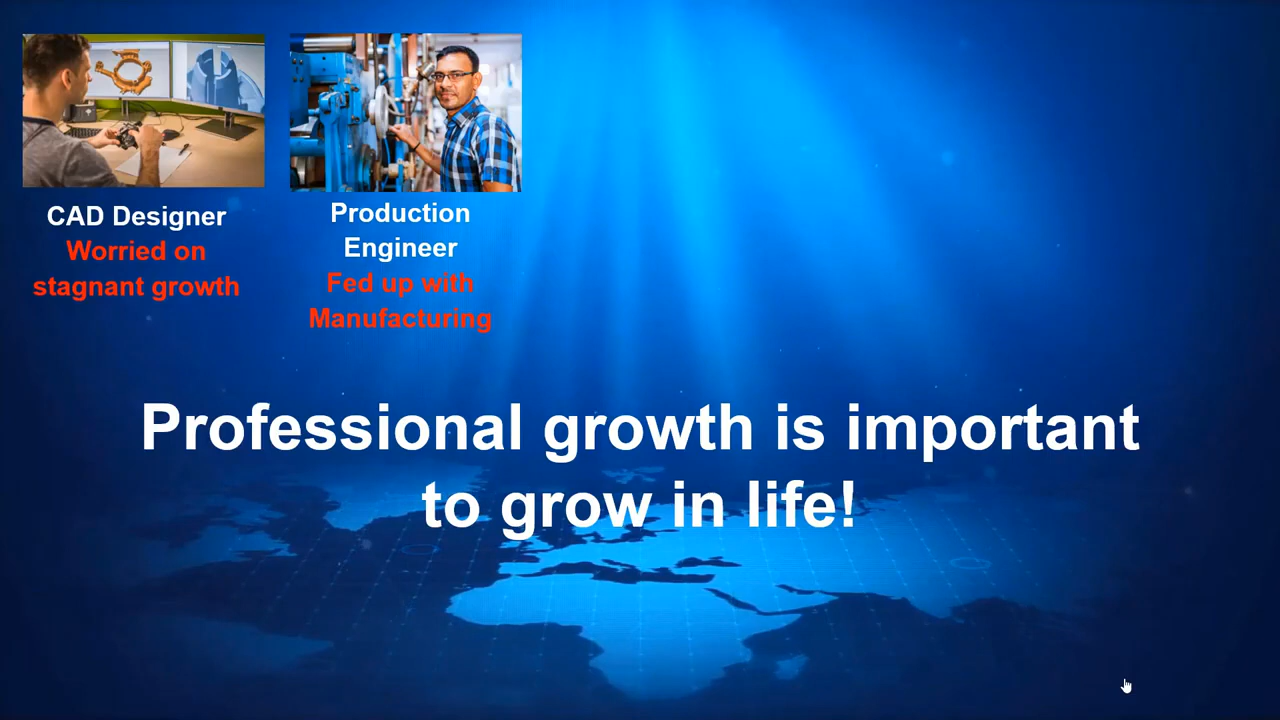 CAD Designer
Worried on
stagnant growth
Production
Engineer
Fed up with
Manufacturing
Professional growth is important
to grow in life!